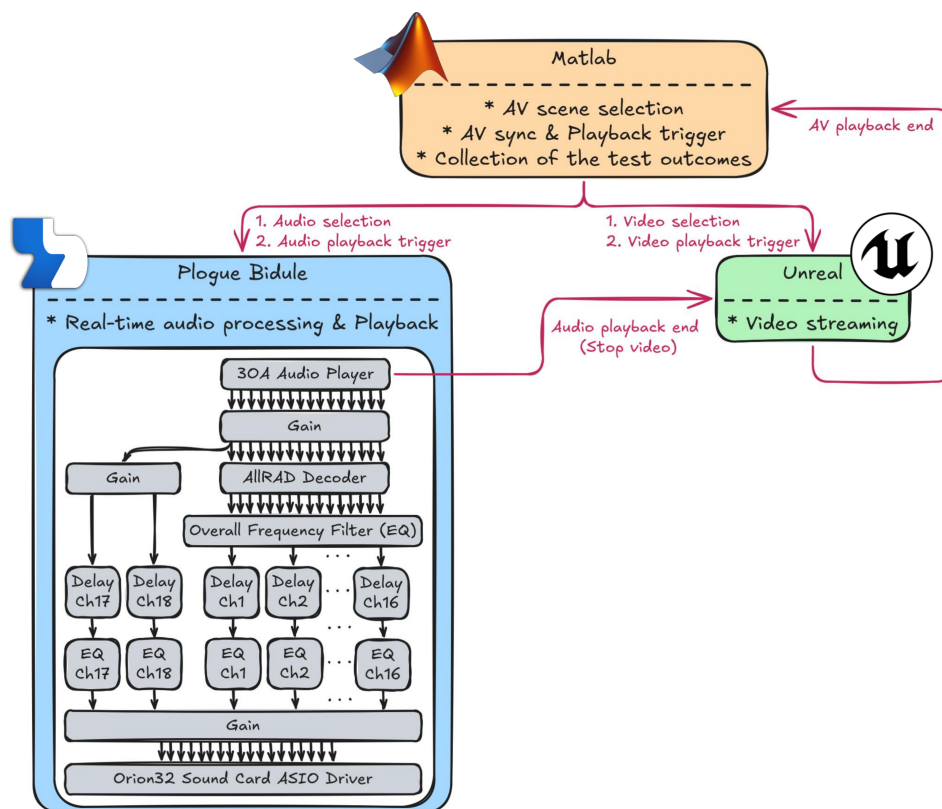 Matlab
* AV scene selection
* AV sync & Playback trigger
* Collection of the test outcomes
AV playback end
1. Audio selection
2. Audio playback trigger
1. Video selection
2. Video playback trigger
Plogue Bidule
* Real-time audio processing & Playback
Unreal
* Video streaming
Audio playback end
(Stop video)
3OA Audio Player
Gain
Gain
AllRAD Decoder
Overall Frequency Filter (EQ)
Delay
Ch17
Delay
Ch18
Delay
Ch1
Delay
Ch2
...
Delay
Ch16
EQ
Ch17
EQ
Ch18
EQ
Ch1
EQ
Ch2
...
EQ
Ch16
Gain
Orion32 Sound Card ASIO Driver